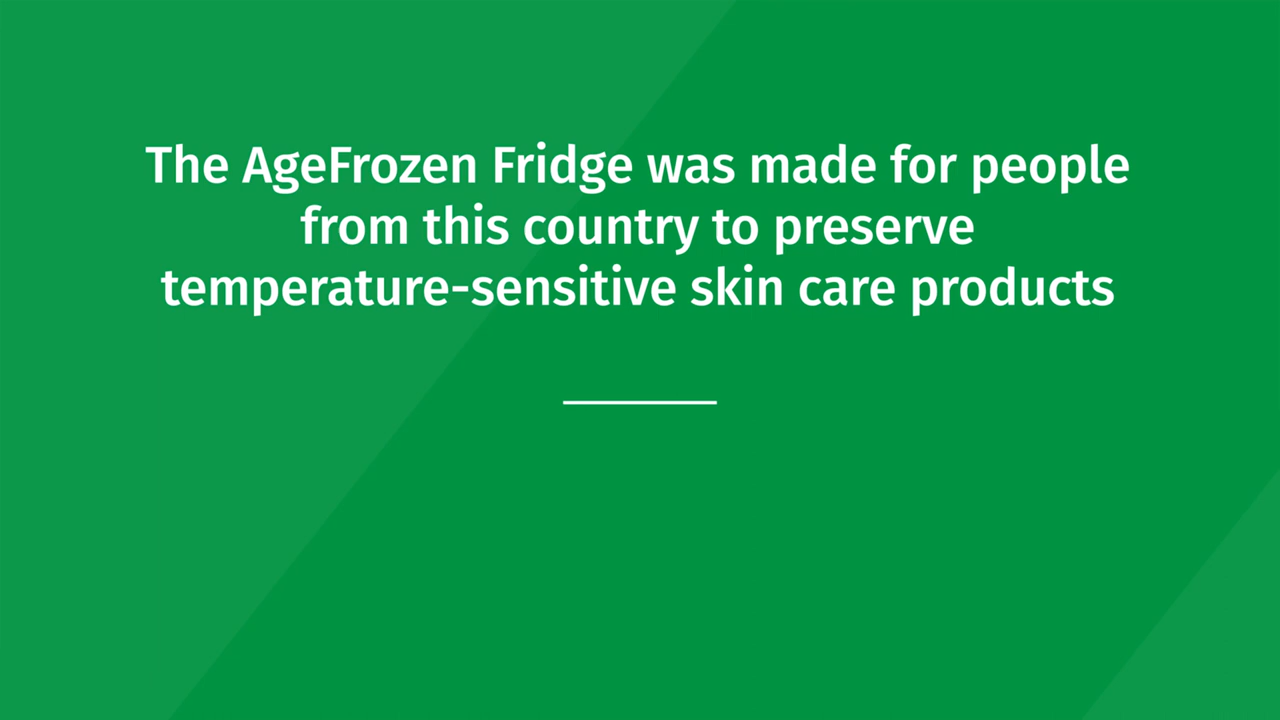 The AgeFrozen Fridge was made for people
from this country to preserve
temperature-sensitive skin care products